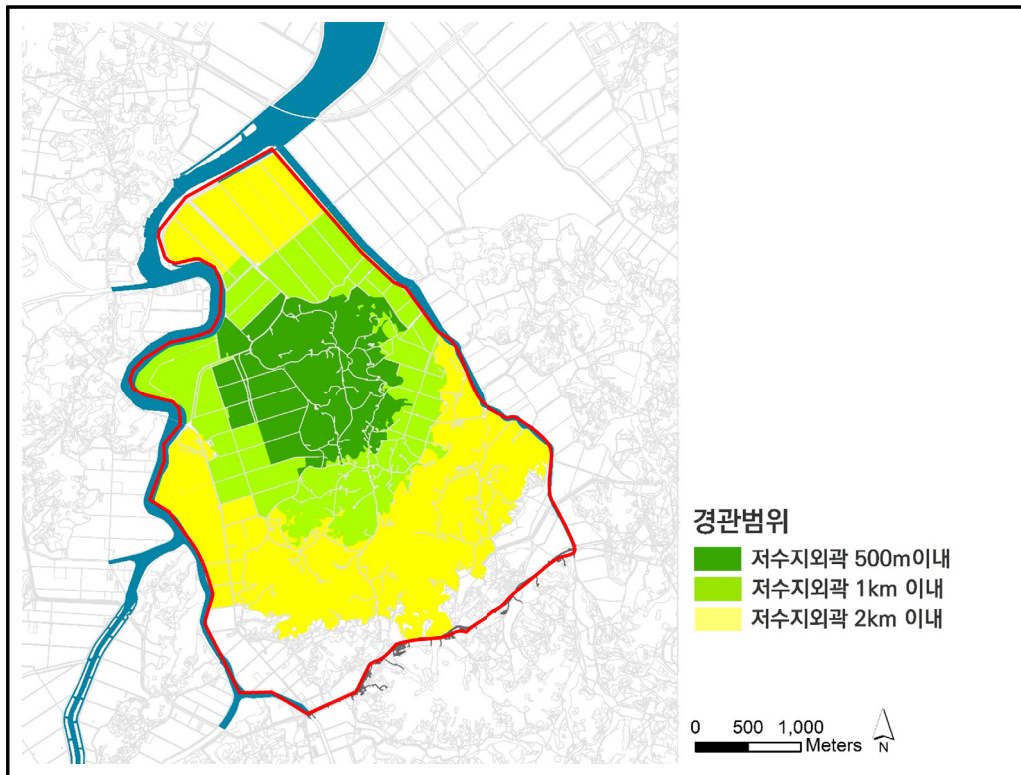 경관범위
저수지외곽 500m이내
저수지외곽 1km 이내
저수지외곽 2km 이내
0 500 1,000
Meters
N